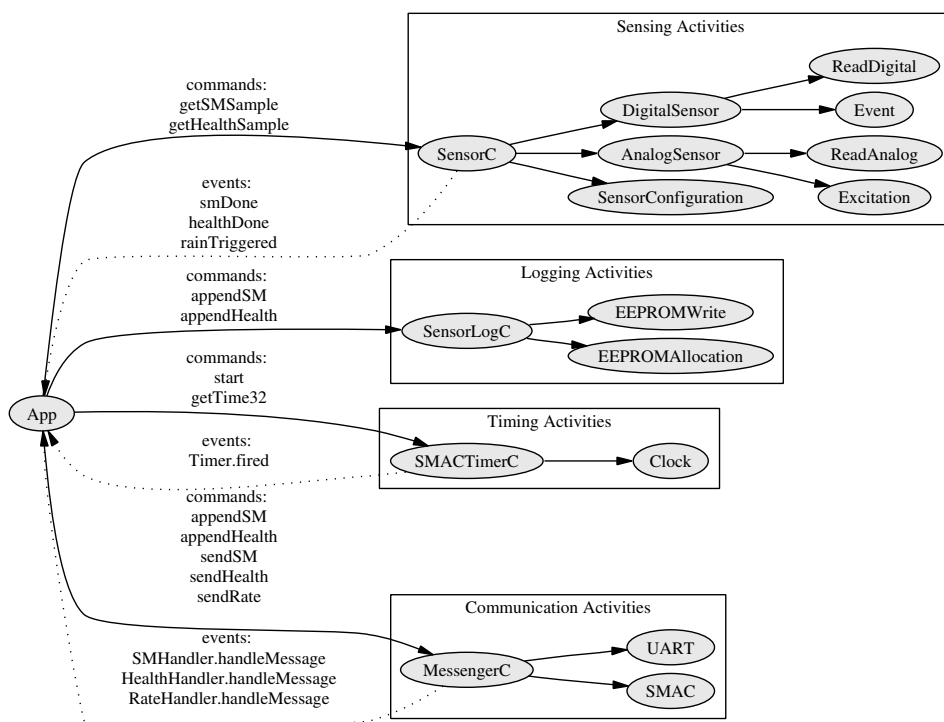 Sensing Activities
commands:
getSMSample
getHealthSample
ReadDigital
DigitalSensor
Event
SensorC
AnalogSensor
ReadAnalog
SensorConfiguration
Excitation
events:
smDone
healthDone
rainTriggered
Logging Activities
commands:
appendSM
appendHealth
SensorLogC
EEPROMWrite
EEPROMAllocation
commands:
start
getTime32
App
Timing Activities
events:
Timer.fired
SMACTimerC
Clock
commands:
appendSM
appendHealth
sendSM
sendHealth
sendRate
Communication Activities
events:
SMHandler.handleMessage
HealthHandler.handleMessage
RateHandler.handleMessage
MessengerC
UART
SMAC